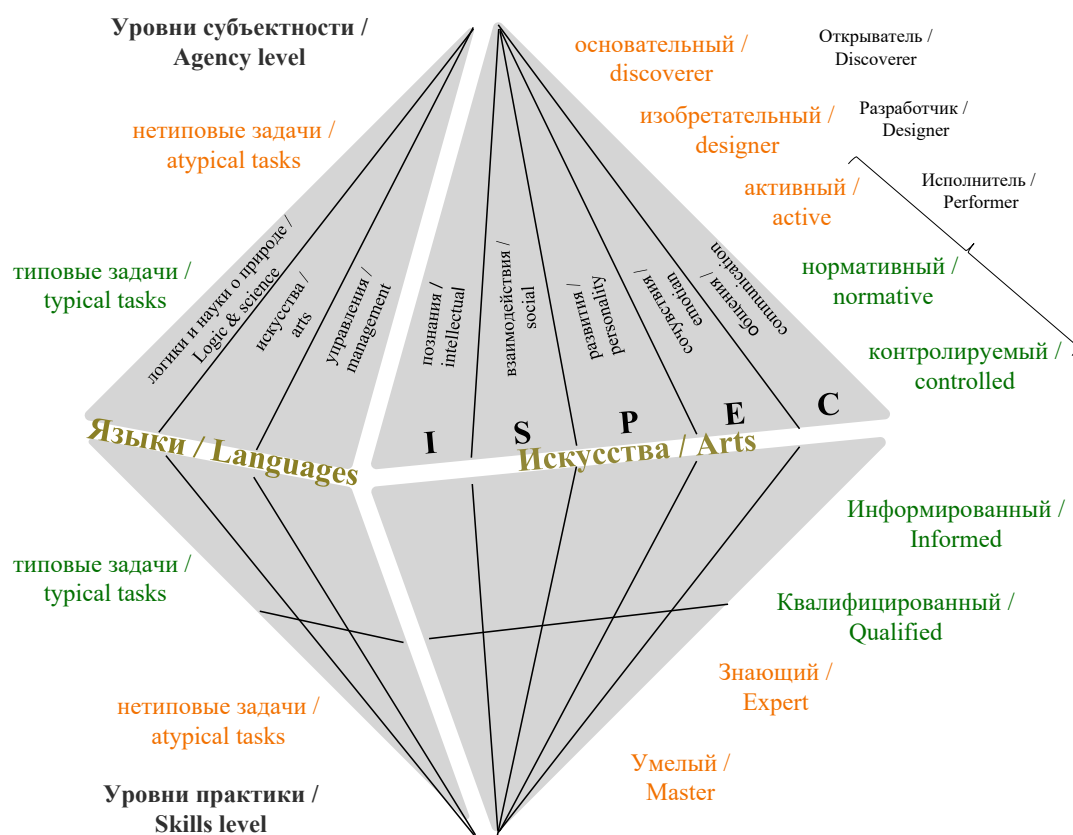 Уровни субъектности /
Agency level
основательный /
discoverer
Открыватель /
Discoverer
нетиповые задачи /
atypical tasks
изобретательный /
designer
Разработчик /
Designer
активный /
active
Исполнитель /
Performer
типовые задачи /
typical tasks
нормативный /
normative
контролируемый /
controlled
логики и науки о природе /
Logic & science
искусства /
arts
управления /
management
познания /
intellectual
взаимодействия /
social
развития /
personality
сочувствия /
emotian
общения /
communication
I
S
P
E
C
Языки / Languages
Искусства / Arts
Информированный /
Informed
типовые задачи /
typical tasks
Квалифицированный /
Qualified
Знающий /
Expert
нетиповые задачи /
atypical tasks
Умелый /
Master
Уровни практики /
Skills level